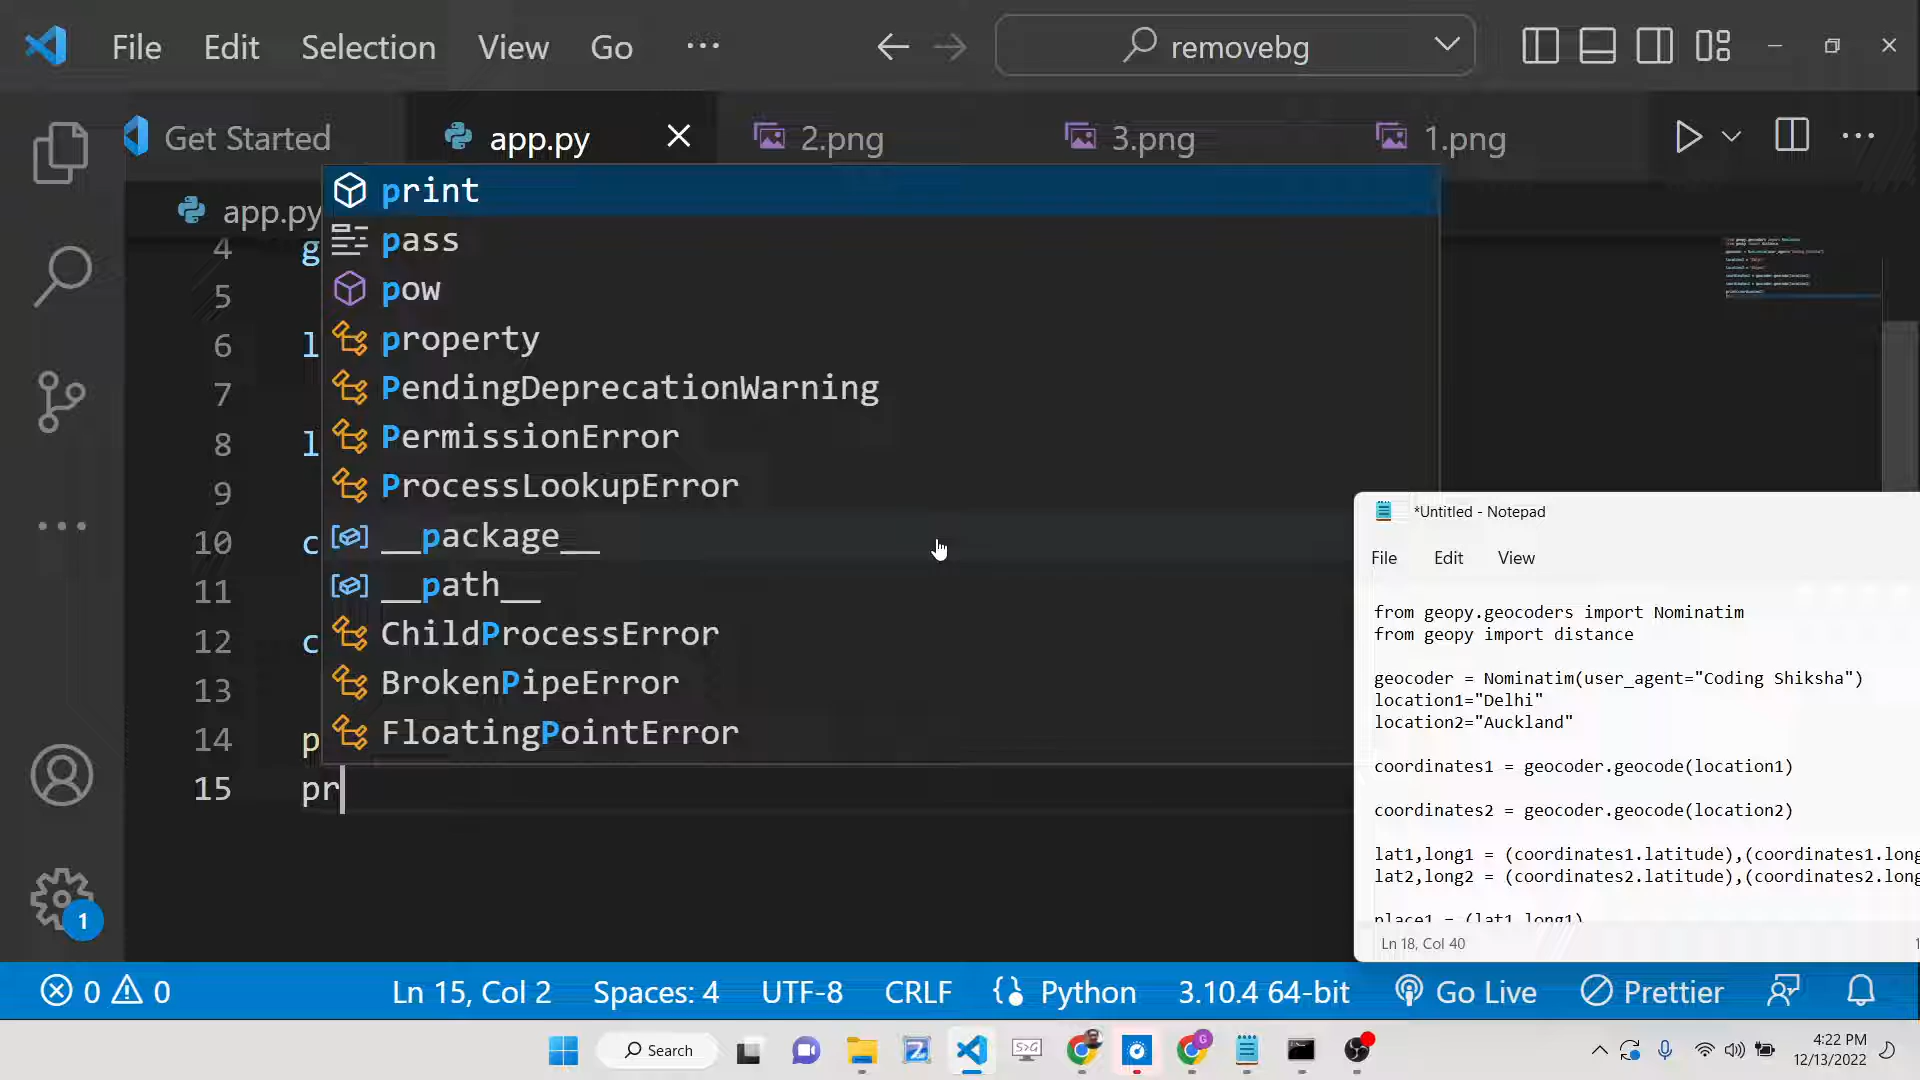 File Edit Selection View Go ...
removebg
Get Started
app.py
2.png
3.png
1.png
app.py
print
pass
pow
property
PendingDeprecationWarning
PermissionError
ProcessLookupError
__package__
__path__
ChildProcessError
BrokenPipeError
FloatingPointError
4 g
5
6 l
7
8 l
9
10 c
11
12 c
13
14 p
15 pr
*Untitled - Notepad
File Edit View
from geopy.geocoders import Nominatim
from geopy import distance
geocoder = Nominatim(user_agent="Coding Shiksha")
location1="Delhi"
location2="Auckland"
coordinates1 = geocoder.geocode(location1)
coordinates2 = geocoder.geocode(location2)
lat1,long1 = (coordinates1.latitude),(coordinates1.long
lat2,long2 = (coordinates2.latitude),(coordinates2.long
place1 = (lat1,long1)
Ln 18, Col 40
1
0 0 Ln 15, Col 2 Spaces: 4 UTF-8 CRLF Python 3.10.4 64-bit Go Live Prettier
Search
4:22 PM
12/13/2022